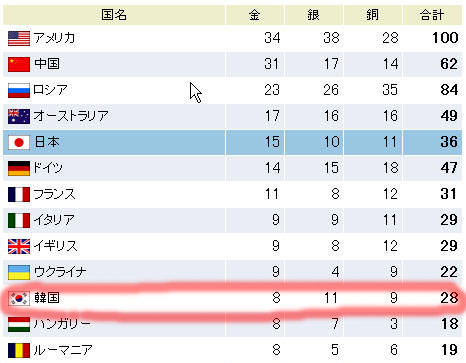 国名 金 銀 銅 合計
アメリカ 34 38 28 100
中国 31 17 14 62
ロシア 23 26 35 84
オーストラリア 17 16 16 49
日本 15 10 11 36
ドイツ 14 15 18 47
フランス 11 8 12 31
イタリア 9 9 11 29
イギリス 9 8 12 29
ウクライナ 9 4 9 22
韓国 8 11 9 28
ハンガリー 8 7 3 18
ルーマニア 8 5 6 19